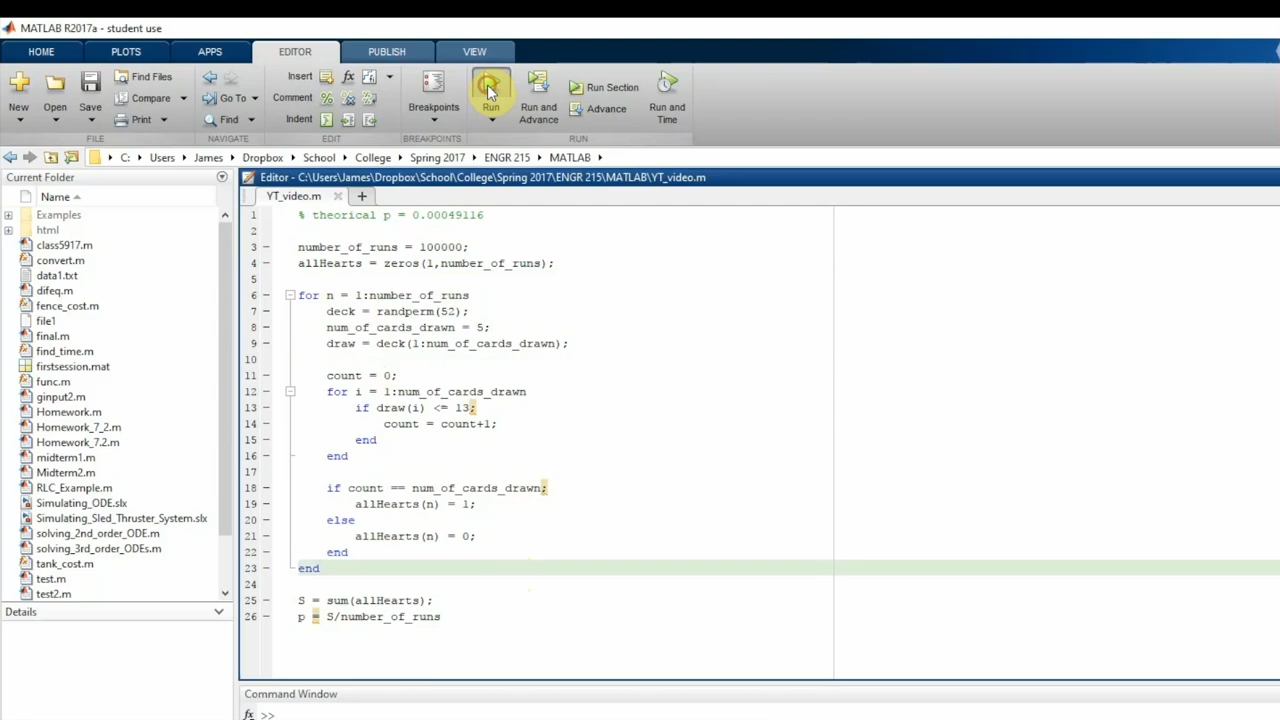 MATLAB R2017a - student use
HOME PLOTS APPS EDITOR PUBLISH VIEW
New Open Save Find Files Compare Print
Go To Find
Insert fx Comment Indent
Breakpoints Run Run and Advance Run Section Advance Run and Time
FILE NAVIGATE EDIT BREAKPOINTS RUN
C: Users James Dropbox School College Spring 2017 ENGR 215 MATLAB
Current Folder
Name
Examples
html
class5917.m
convert.m
data1.txt
difeq.m
fence_cost.m
file1
final.m
find_time.m
firstsession.mat
func.m
ginput2.m
Homework.m
Homework_7_2.m
Homework_7.2.m
midterm1.m
Midterm2.m
RLC_Example.m
Simulating_ODE.slx
Simulating_Sled_Thruster_System.slx
solving_2nd_order_ODE.m
solving_3rd_order_ODEs.m
tank_cost.m
test.m
test2.m
Details
Editor - C:\Users\James\Dropbox\School\College\Spring 2017\ENGR 215\MATLAB\YT_video.m
YT_video.m
1 % theorical p = 0.00049116
2
3 number_of_runs = 100000;
4 allHearts = zeros(1,number_of_runs);
5
6 for n = 1:number_of_runs
7 deck = randperm(52);
8 num_of_cards_drawn = 5;
9 draw = deck(1:num_of_cards_drawn);
10
11 count = 0;
12 for i = 1:num_of_cards_drawn
13 if draw(i) <= 13;
14 count = count+1;
15 end
16 end
17
18 if count == num_of_cards_drawn;
19 allHearts(n) = 1;
20 else
21 allHearts(n) = 0;
22 end
23 end
24
25 S = sum(allHearts);
26 p = S/number_of_runs
Command Window
fx >>